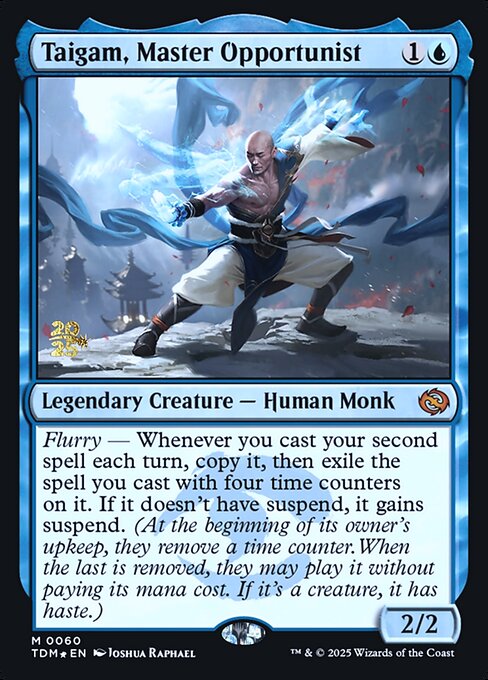 Taigam, Master Opportunist 1
2025
Legendary Creature — Human Monk
Flurry — Whenever you cast your second
spell each turn, copy it, then exile the
spell you cast with four time counters
on it. If it doesn't have suspend, it gains
suspend. (At the beginning of its owner's
upkeep, they remove a time counter. When
the last is removed, they may play it without
paying its mana cost. If it's a creature, it has
haste.)
2/2
M 0060
TDM★EN Joshua Raphael ™ & © 2025 Wizards of the Coast